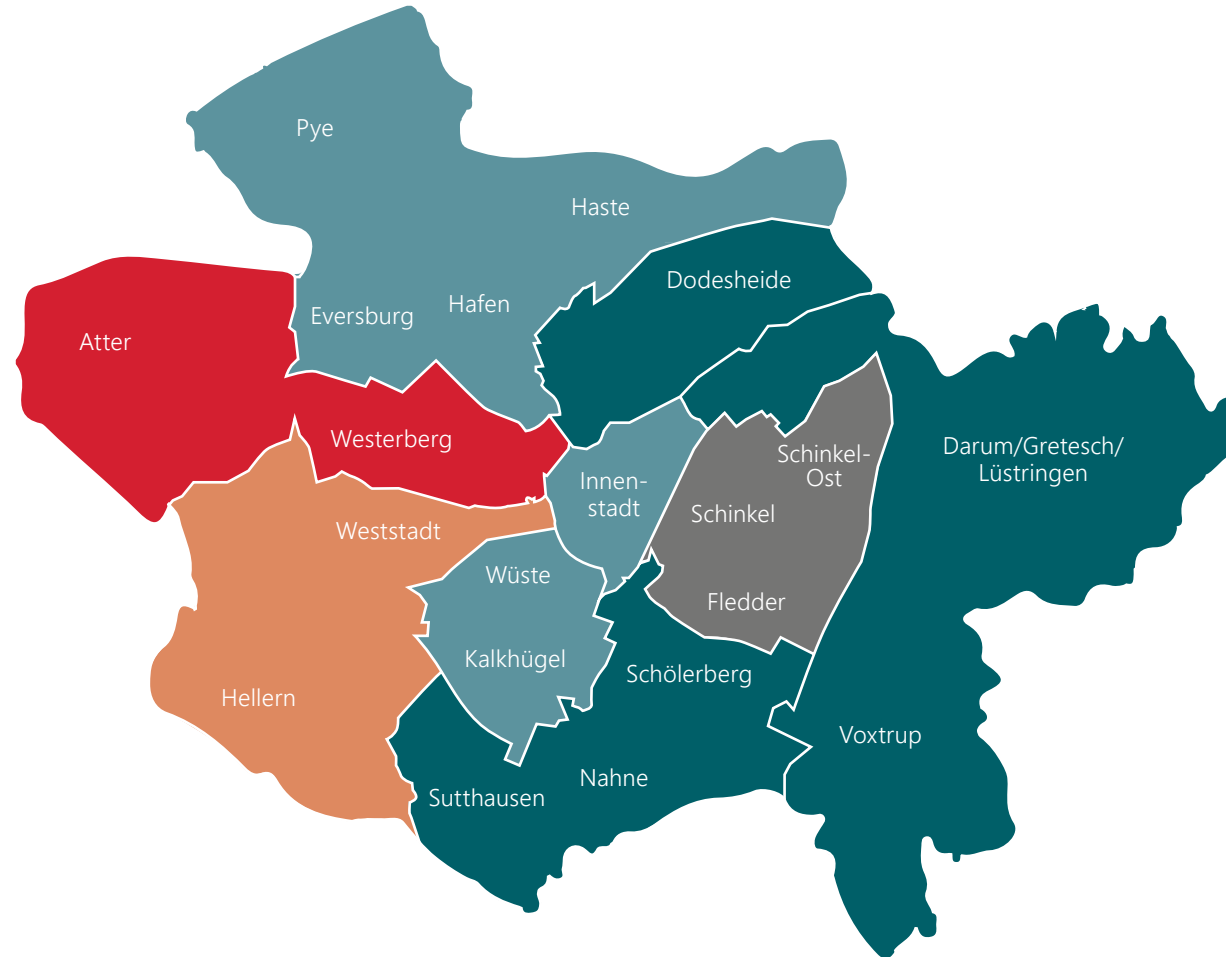 Pye
Haste
Dodesheide
Hafen
Eversburg
Atter
Westerberg
Darum/Gretesch/
Lüstringen
Schinkel-
Ost
Innen-
stadt
Schinkel
Weststadt
Wüste
Fledder
Kalkhügel
Schölerberg
Hellern
Voxtrup
Nahne
Sutthausen